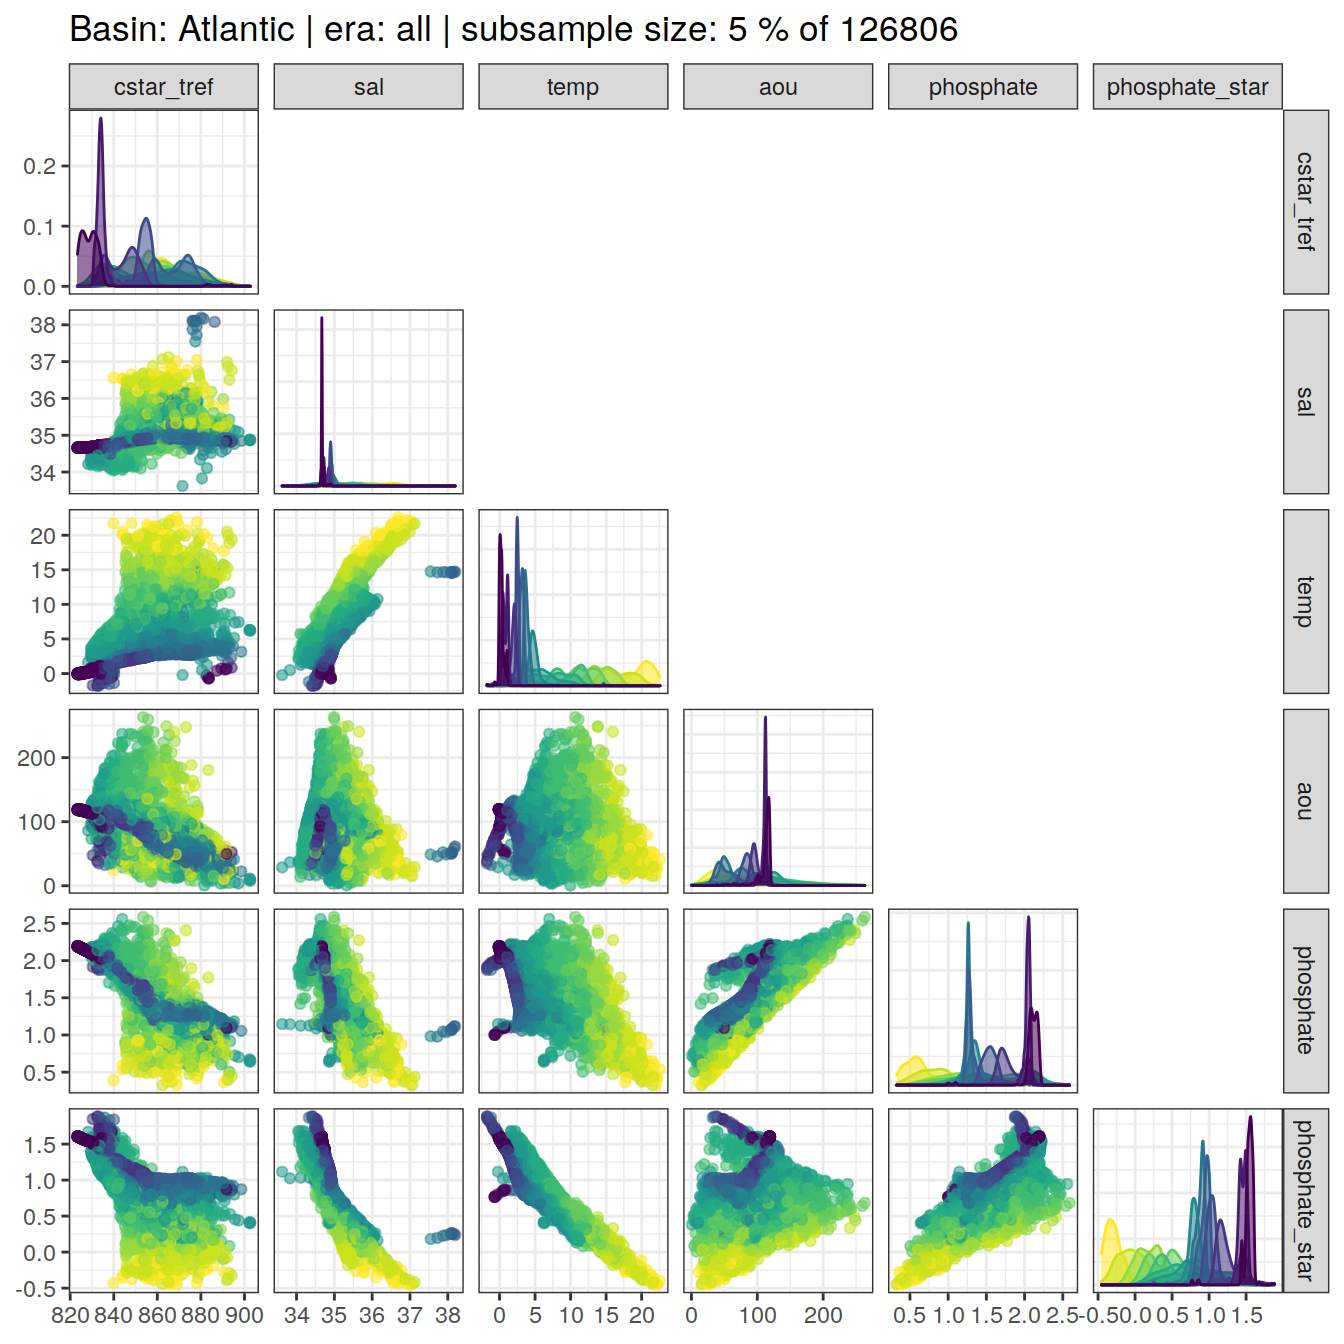 Basin: Atlantic | era: all | subsample size: 5 % of 126806
cstar_tref sal temp aou phosphate phosphate_star
0.2
0.1
0.0
cstar_tref
38
37
36
35
34
sal
20
15
10
5
0
temp
200
100
0
aou
2.5
2.0
1.5
1.0
0.5
phosphate
1.5
1.0
0.5
0.0
-0.5
phosphate_star
820 840 860 880 900 34 35 36 37 38 0 5 10 15 20 0 100 200 0.5 1.0 1.5 2.0 2.5 -0.5 0.0 0.5 1.0 1.5